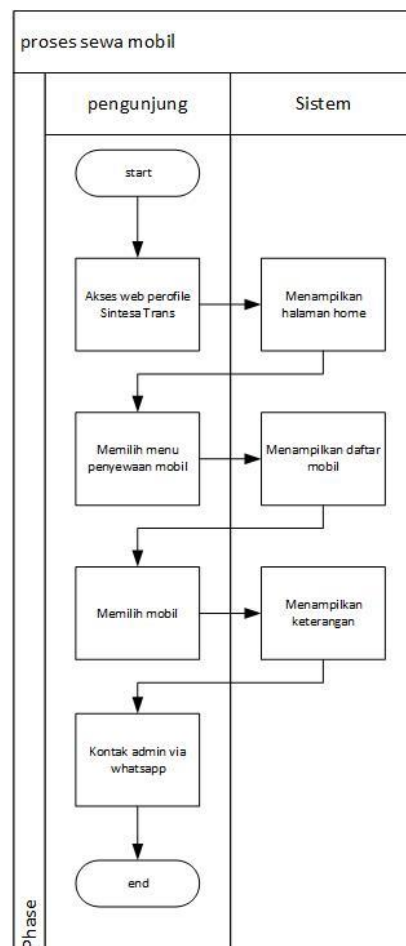 proses sewa mobil
pengunjung
Sistem
start
Akses web perofile
Sintesa Trans
Menampilkan
halaman home
Memilih menu
penyewaan mobil
Menampilkan daftar
mobil
Memilih mobil
Menampilkan
keterangan
Kontak admin via
whatsapp
end
Phase